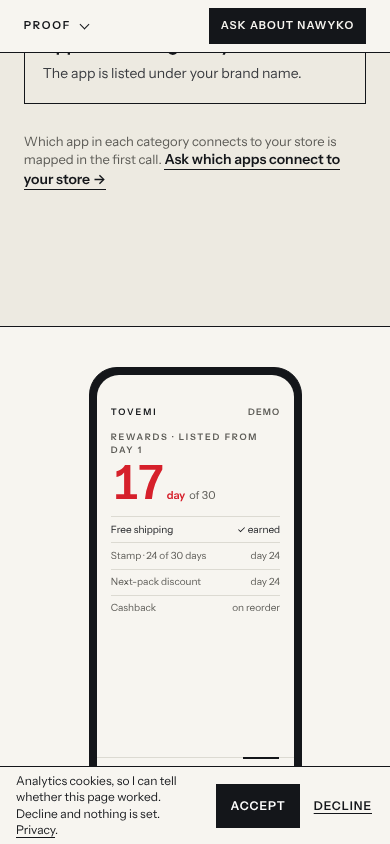 PROOF
ASK ABOUT NAWYKO
The app is listed under your brand name.
Which app in each category connects to your store is
mapped in the first call. Ask which apps connect to
your store →
TOVEMI DEMO
REWARDS · LISTED FROM
DAY 1
17 day of 30
Free shipping ✓ earned
Stamp · 24 of 30 days day 24
Next-pack discount day 24
Cashback on reorder
Analytics cookies, so I can tell
whether this page worked.
Decline and nothing is set.
Privacy.
ACCEPT
DECLINE